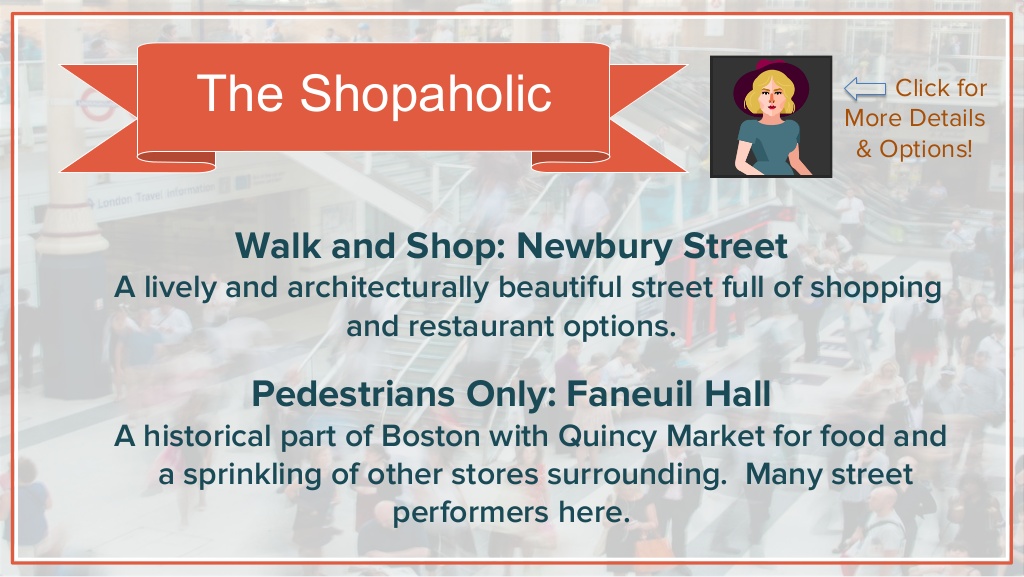 The Shopaholic
Click for
More Details
& Options!
London Travel information
Walk and Shop: Newbury Street
A lively and architecturally beautiful street full of shopping
and restaurant options.
Pedestrians Only: Faneuil Hall
A historical part of Boston with Quincy Market for food and
a sprinkling of other stores surrounding.  Many street
performers here.